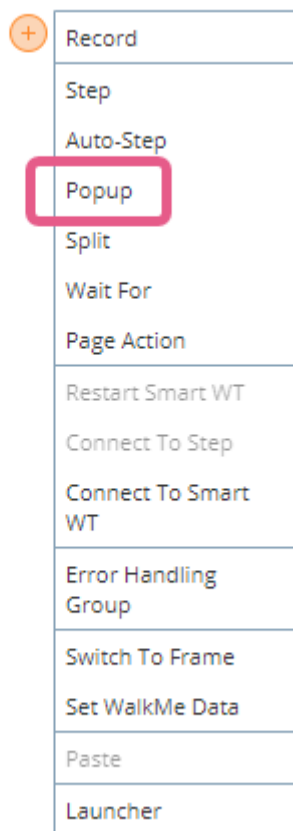 +
Record
Step
Auto-Step
Popup
Split
Wait For
Page Action
Restart Smart WT
Connect To Step
Connect To Smart
WT
Error Handling
Group
Switch To Frame
Set WalkMe Data
Paste
Launcher